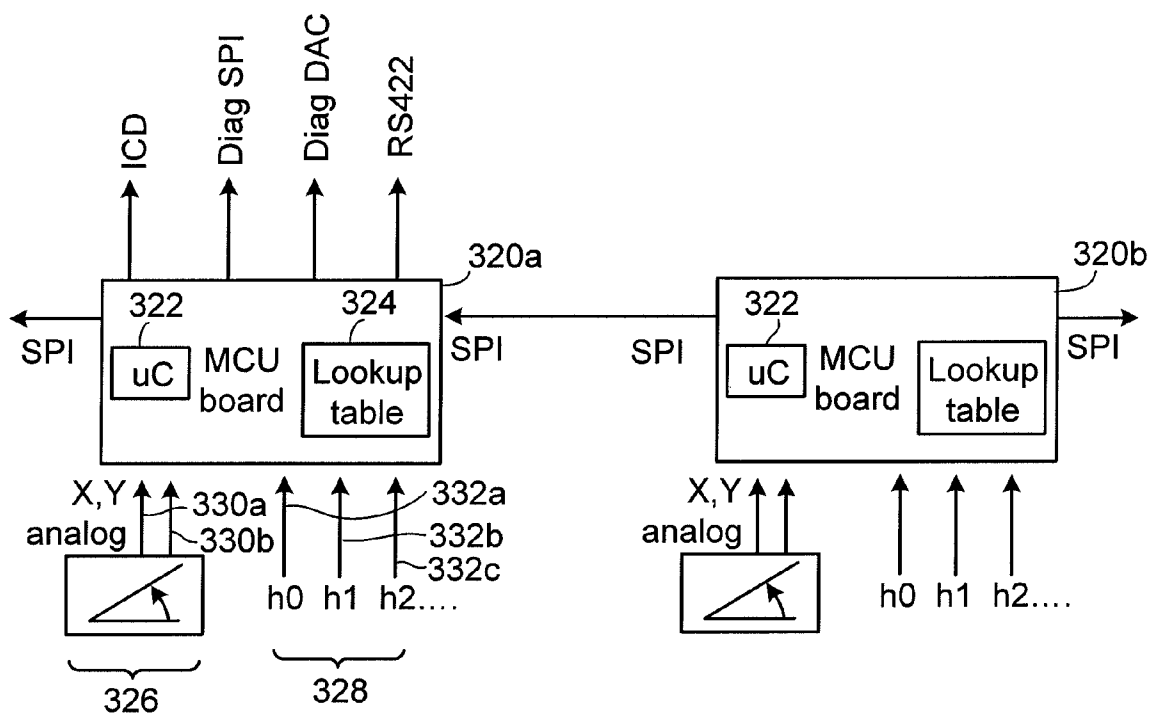 ICD
Diag SPI
Diag DAC
RS422
320a
320b
322
324
322
SPI
uC
MCU
board
Lookup
table
SPI
SPI
uC
MCU
board
Lookup
table
SPI
X,Y
analog
330a
330b
332a
332b
332c
h0 h1 h2....
X,Y
analog
h0 h1 h2....
326
328